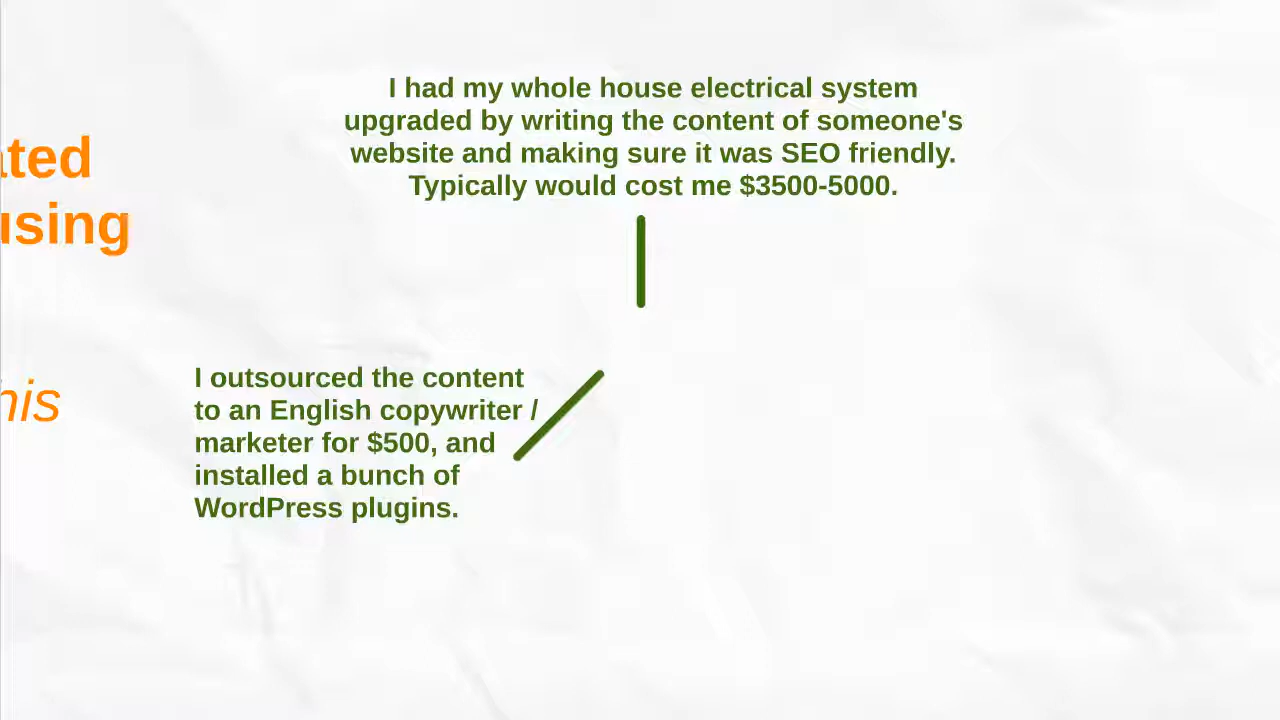 I had my whole house electrical system
upgraded by writing the content of someone's
website and making sure it was SEO friendly.
Typically would cost me $3500-5000.
using
I outsourced the content
to an English copywriter /
marketer for $500, and
installed a bunch of
WordPress plugins.